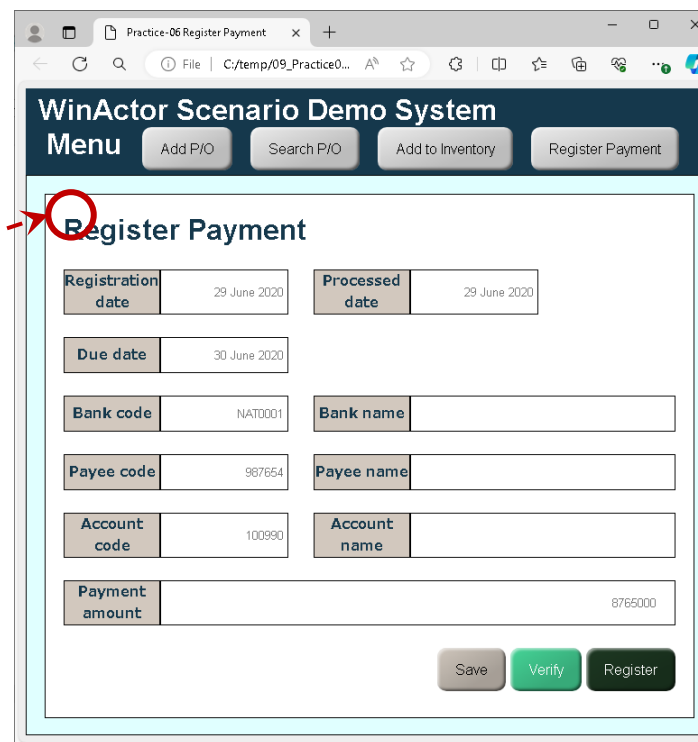 Practice-06 Register Payment
File C:/temp/09_Practice0...
WinActor Scenario Demo System
Menu Add P/O Search P/O Add to Inventory Register Payment
Register Payment
Registration date 29 June 2020 Processed date 29 June 2020
Due date 30 June 2020
Bank code NAT0001 Bank name
Payee code 987654 Payee name
Account code 100990 Account name
Payment amount 8765000
Save Verify Register